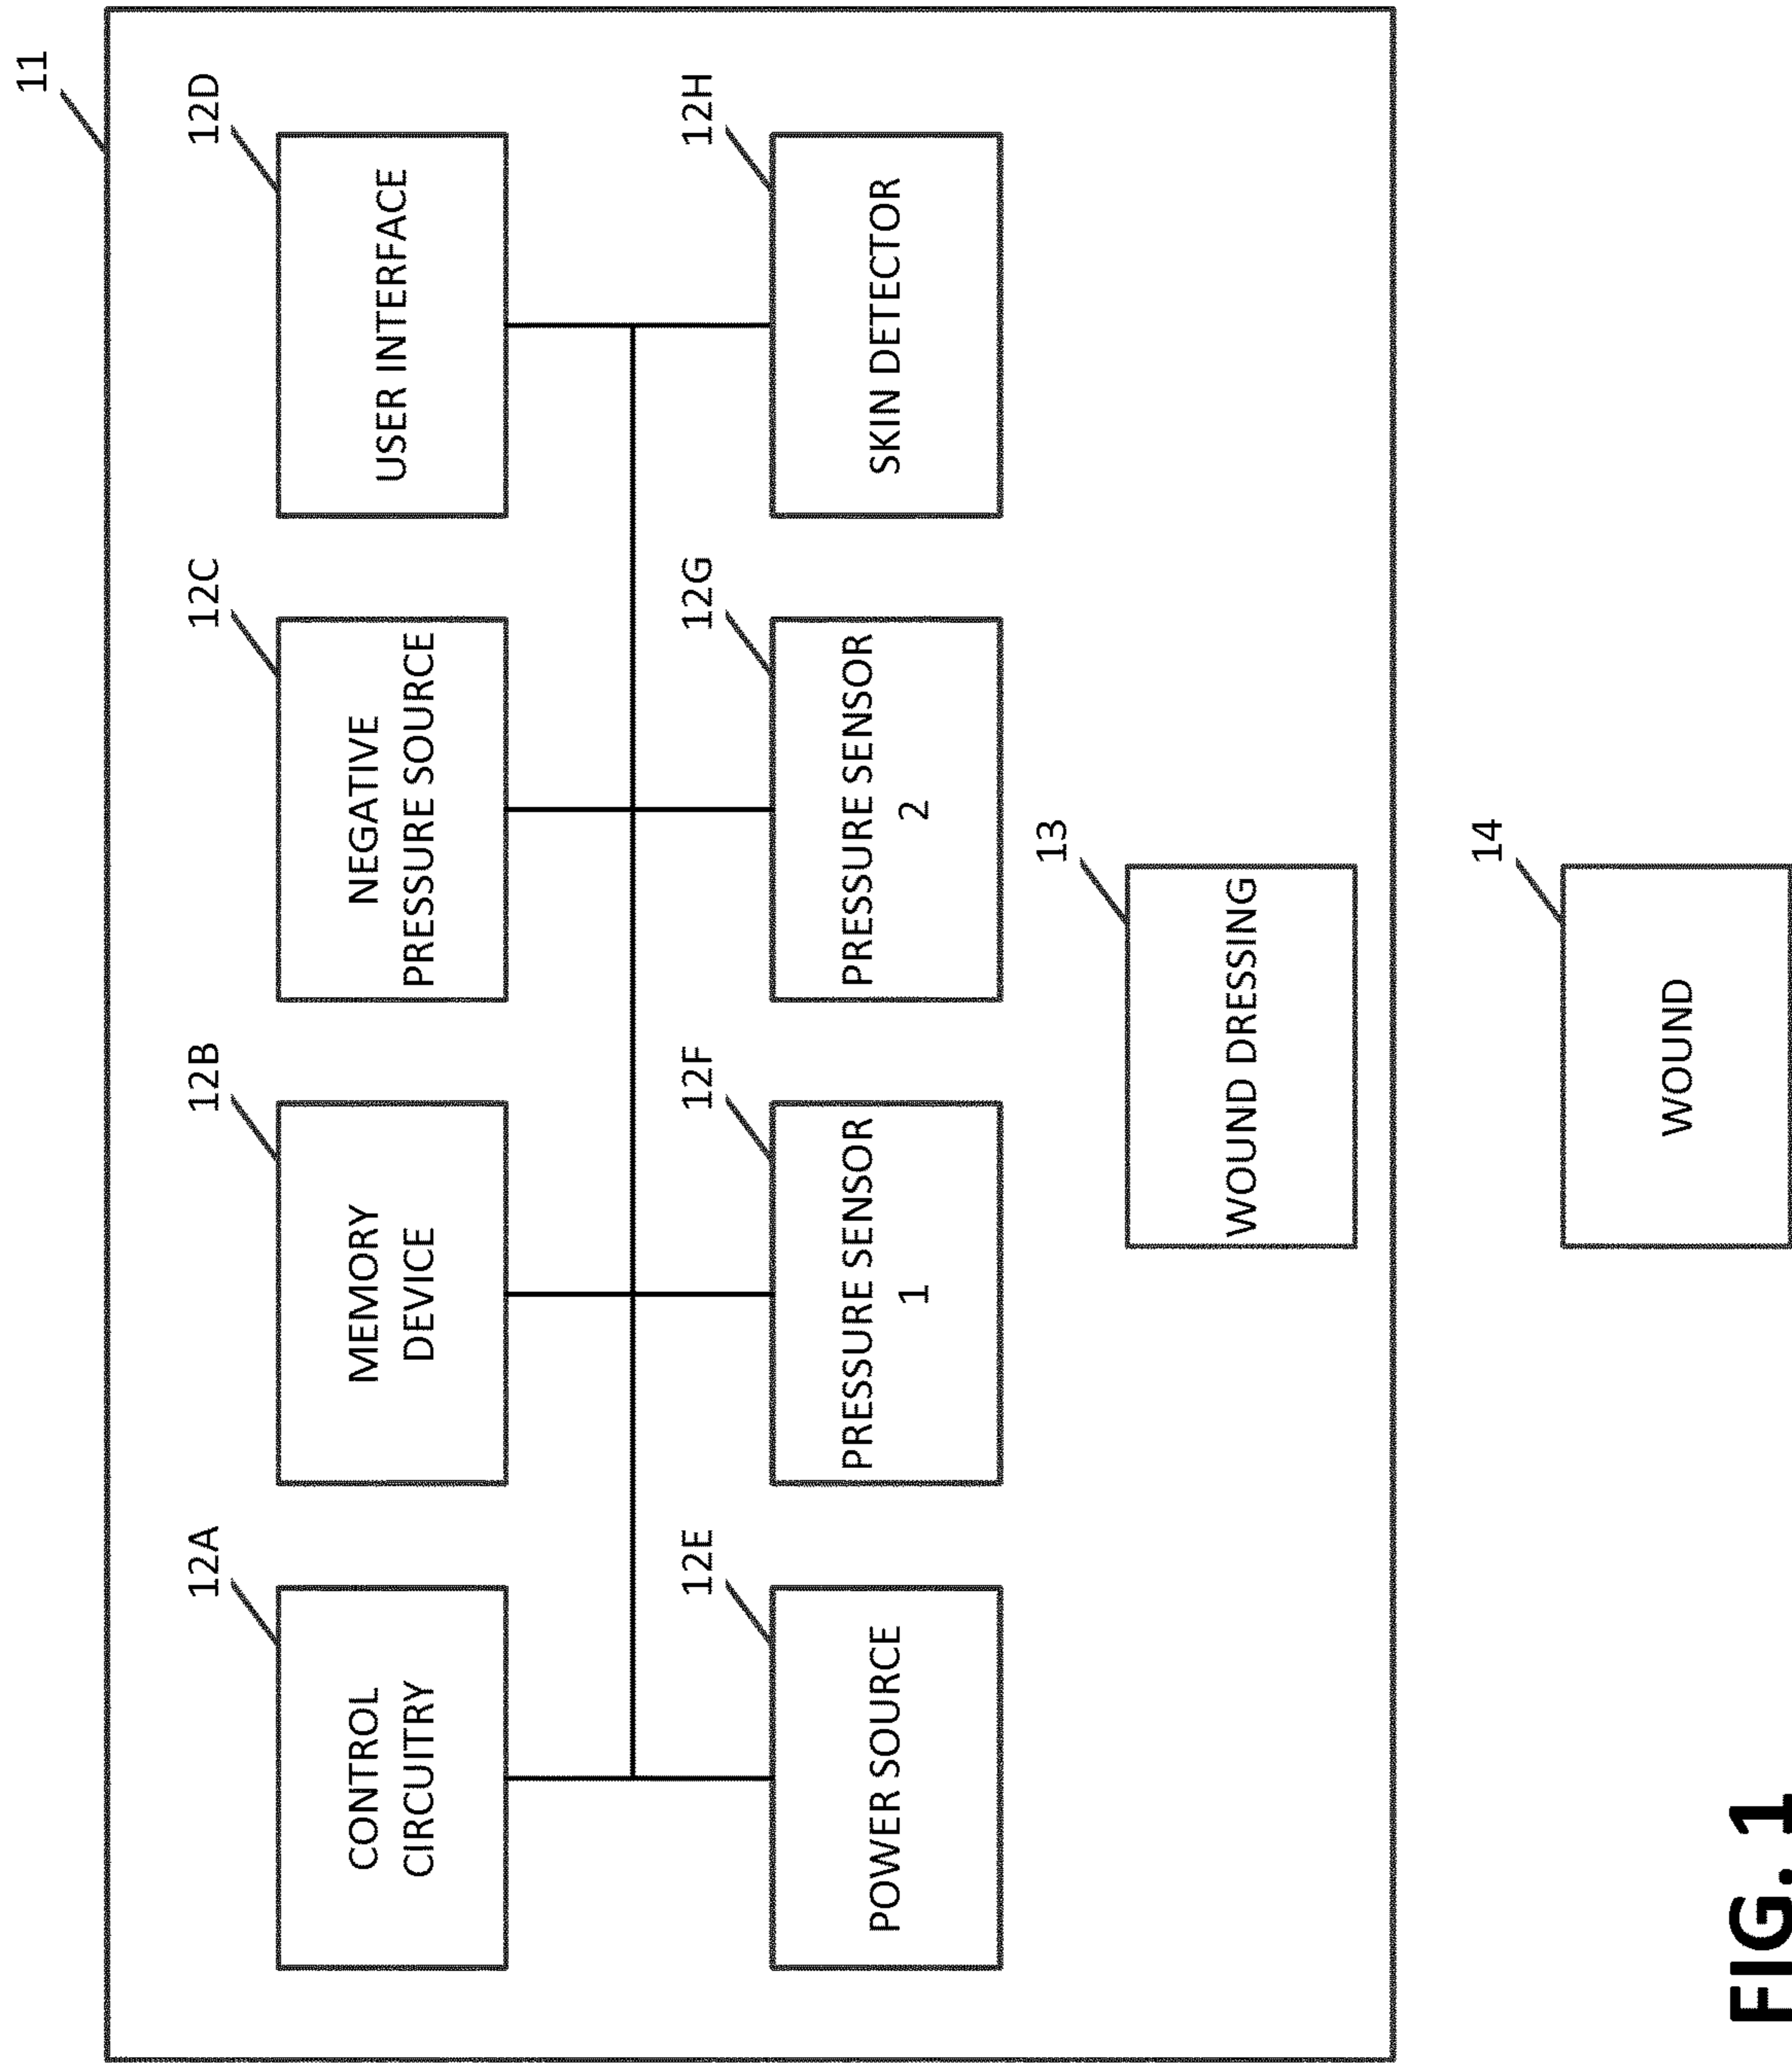 11
12A
12B
12C
12D
CONTROL
CIRCUITRY
MEMORY
DEVICE
NEGATIVE
PRESSURE SOURCE
USER INTERFACE
12E
12F
12G
12H
POWER SOURCE
PRESSURE SENSOR
1
PRESSURE SENSOR
2
SKIN DETECTOR
13
WOUND DRESSING
14
WOUND
FIG. 1